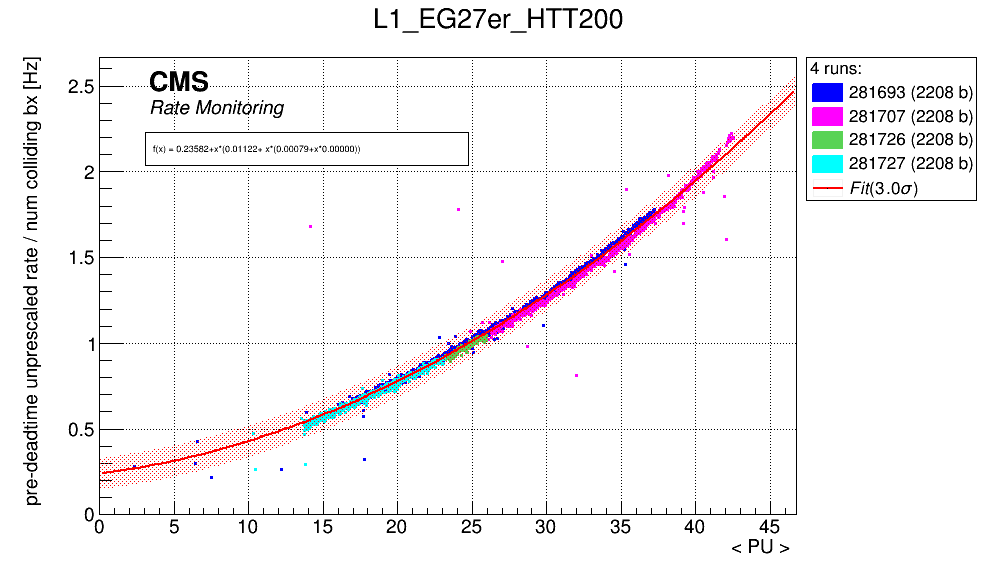 L1_EG27er_HTT200
pre-deadtime unprescaled rate / num colliding bx [Hz]
CMS
Rate Monitoring
f(x) = 0.23582+x*(0.01122+ x*(0.00079+x*0.00000))
2.5
2
1.5
1
0.5
0
0 5 10 15 20 25 30 35 40 45
< PU >
4 runs:
281693 (2208 b)
281707 (2208 b)
281726 (2208 b)
281727 (2208 b)
Fit(3.0σ)